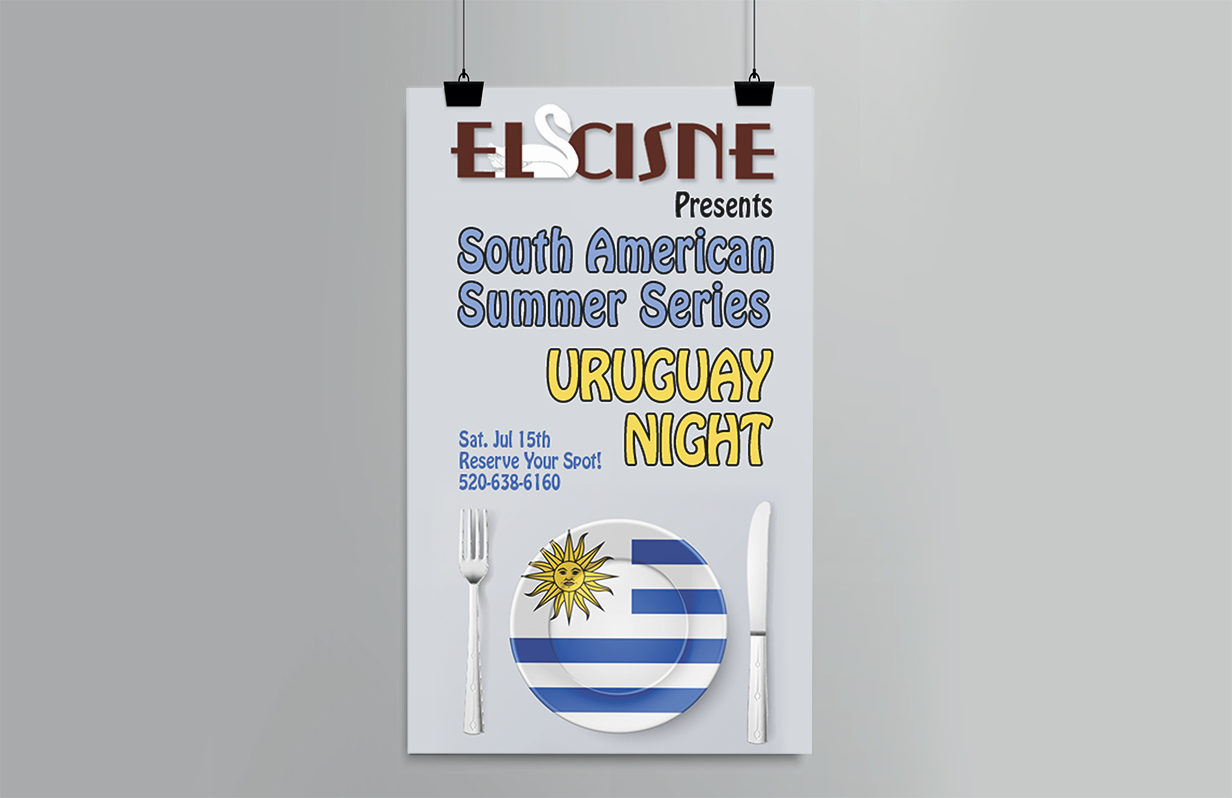 EL CISNE
Presents
South American
Summer Series
URUGUAY
NIGHT
Sat. Jul 15th
Reserve Your Spot!
520-638-6160